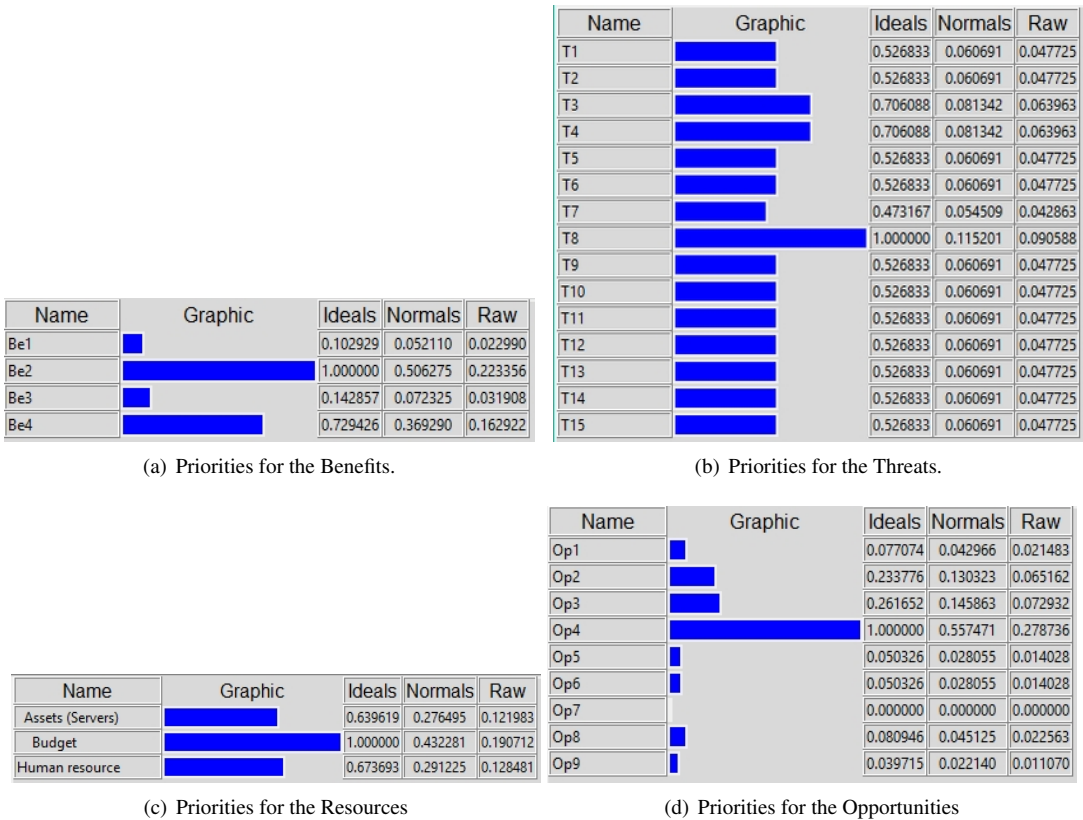 Name Graphic Ideals Normals Raw
Be1 0.102929 0.052110 0.022990
Be2 1.000000 0.506275 0.223356
Be3 0.142857 0.072325 0.031908
Be4 0.729426 0.369290 0.162922
(a) Priorities for the Benefits.
Name Graphic Ideals Normals Raw
T1 0.526833 0.060691 0.047725
T2 0.526833 0.060691 0.047725
T3 0.706088 0.081342 0.063963
T4 0.706088 0.081342 0.063963
T5 0.526833 0.060691 0.047725
T6 0.526833 0.060691 0.047725
T7 0.473167 0.054509 0.042863
T8 1.000000 0.115201 0.090588
T9 0.526833 0.060691 0.047725
T10 0.526833 0.060691 0.047725
T11 0.526833 0.060691 0.047725
T12 0.526833 0.060691 0.047725
T13 0.526833 0.060691 0.047725
T14 0.526833 0.060691 0.047725
T15 0.526833 0.060691 0.047725
(b) Priorities for the Threats.
Name Graphic Ideals Normals Raw
Assets (Servers) 0.639619 0.276495 0.121983
Budget 1.000000 0.432281 0.190712
Human resource 0.673693 0.291225 0.128481
(c) Priorities for the Resources
Name Graphic Ideals Normals Raw
Op1 0.077074 0.042966 0.021483
Op2 0.233776 0.130323 0.065162
Op3 0.261652 0.145863 0.072932
Op4 1.000000 0.557471 0.278736
Op5 0.050326 0.028055 0.014028
Op6 0.050326 0.028055 0.014028
Op7 0.000000 0.000000 0.000000
Op8 0.080946 0.045125 0.022563
Op9 0.039715 0.022140 0.011070
(d) Priorities for the Opportunities